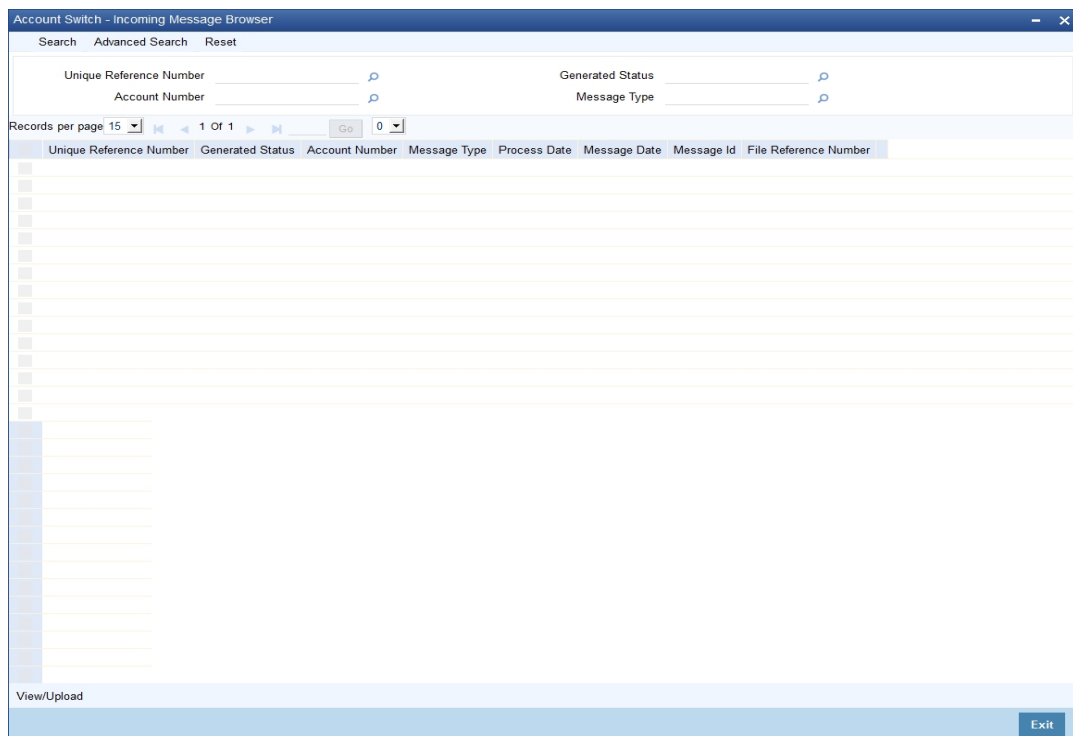 Account Switch - Incoming Message Browser
Search Advanced Search Reset
Unique Reference Number Generated Status
Account Number Message Type
Records per page 15 1 Of 1 Go 0
Unique Reference Number Generated Status Account Number Message Type Process Date Message Date Message Id File Reference Number
View/Upload
Exit